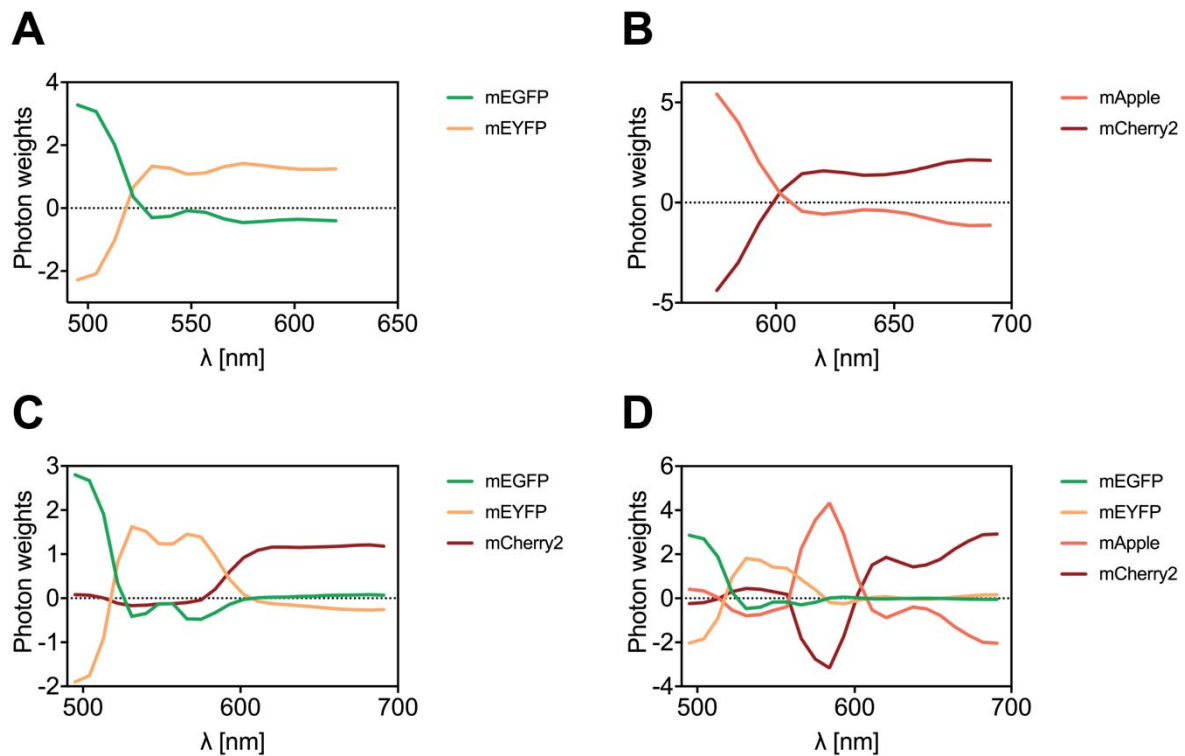 A
Photon weights
4
2
0
-2
500
550
600
650
λ [nm]
mEGFP
mEYFP
B
Photon weights
5
0
-5
600
650
700
λ [nm]
mApple
mCherry2
C
Photon weights
3
2
1
0
-1
-2
500
600
700
λ [nm]
mEGFP
mEYFP
mCherry2
D
Photon weights
6
4
2
0
-2
-4
500
600
700
λ [nm]
mEGFP
mEYFP
mApple
mCherry2